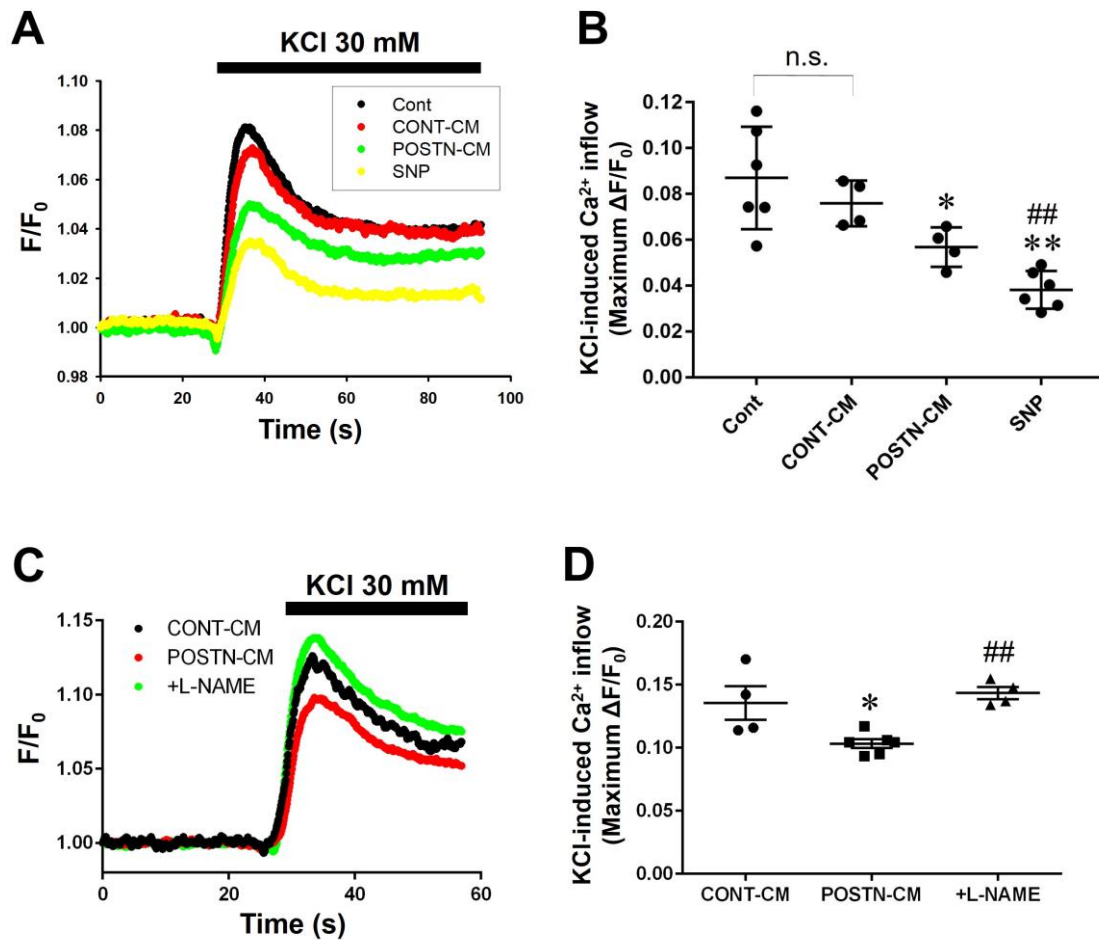 A
KCl 30 mM
Cont
CONT-CM
POSTN-CM
SNP
1.10
1.08
1.06
1.04
1.02
1.00
0.98
F/F₀
0 20 40 60 80 100
Time (s)
B
n.s.
*
##
**
0.12
0.10
0.08
0.06
0.04
0.02
0.00
KCl-induced Ca²⁺ inflow
(Maximum ΔF/F₀)
Cont
CONT-CM
POSTN-CM
SNP
C
KCl 30 mM
CONT-CM
POSTN-CM
+L-NAME
1.15
1.10
1.05
1.00
F/F₀
0 20 40 60
Time (s)
D
*
##
0.20
0.15
0.10
0.05
0.00
KCl-induced Ca²⁺ inflow
(Maximum ΔF/F₀)
CONT-CM POSTN-CM +L-NAME